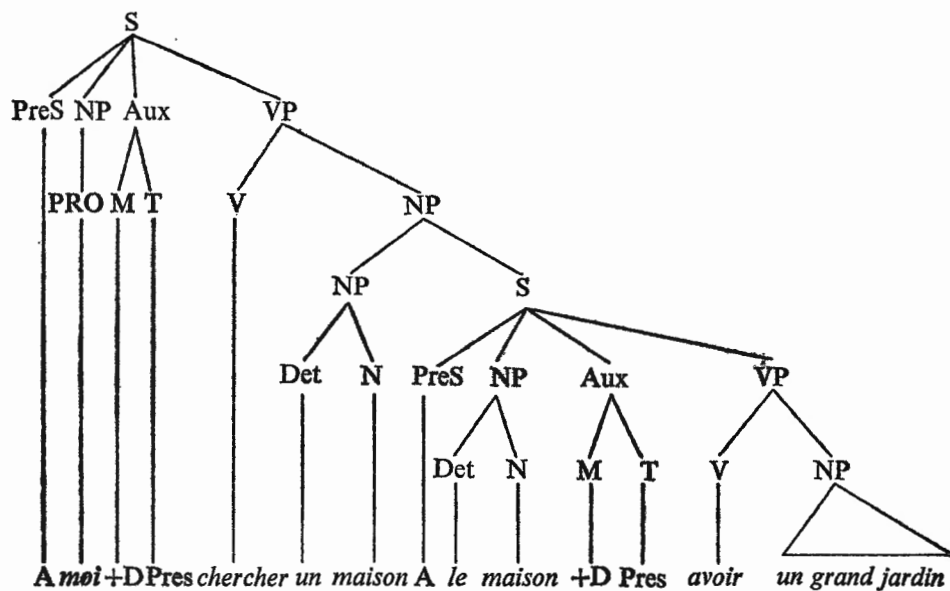 S
PreS NP Aux VP
PRO M T V NP
NP S
Det N PreS NP Aux VP
Det N M T V NP
A moi +D Pres chercher un maison A le maison +D Pres avoir un grand jardin